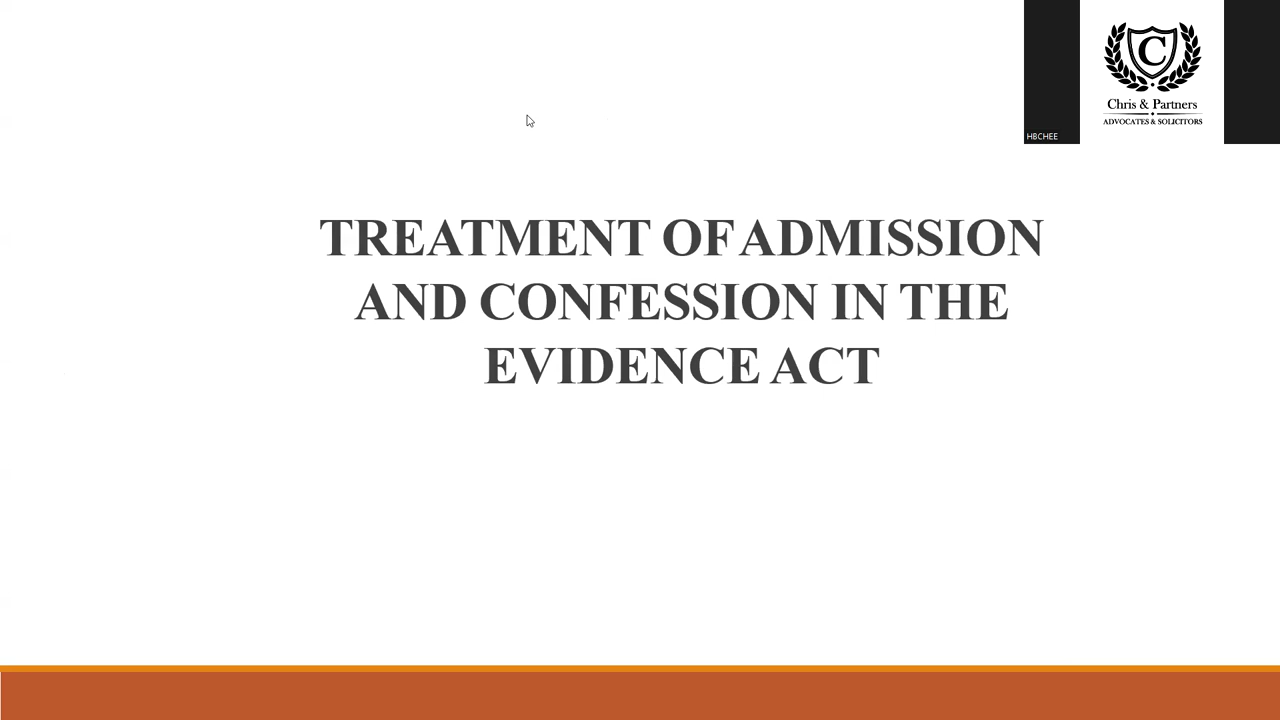 C
Chris & Partners
ADVOCATES & SOLICITORS
HBCHEE
TREATMENT OF ADMISSION
AND CONFESSION IN THE
EVIDENCE ACT